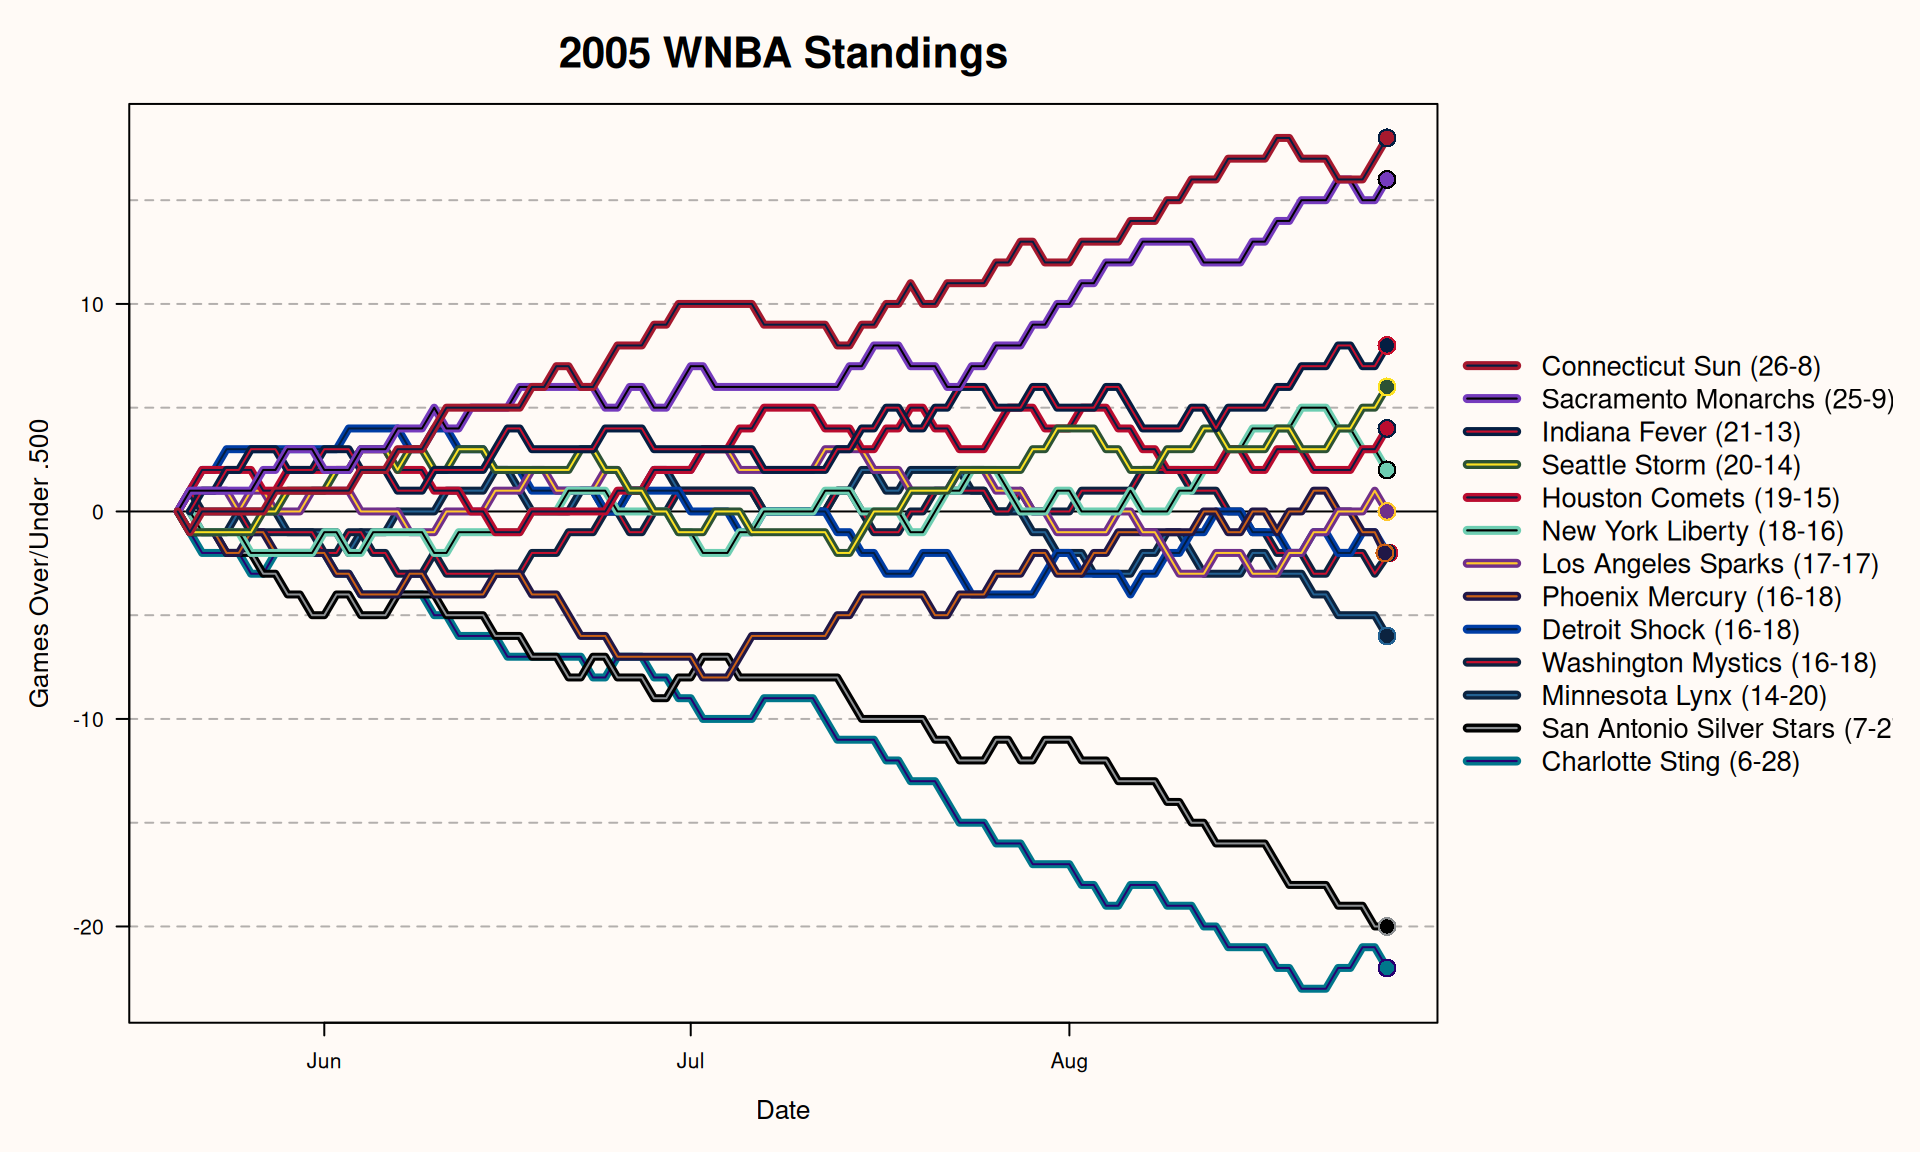 2005 WNBA Standings
Games Over/Under .500
10
0
-10
-20
Jun
Jul
Aug
Date
Connecticut Sun (26-8)
Sacramento Monarchs (25-9)
Indiana Fever (21-13)
Seattle Storm (20-14)
Houston Comets (19-15)
New York Liberty (18-16)
Los Angeles Sparks (17-17)
Phoenix Mercury (16-18)
Detroit Shock (16-18)
Washington Mystics (16-18)
Minnesota Lynx (14-20)
San Antonio Silver Stars (7-2
Charlotte Sting (6-28)